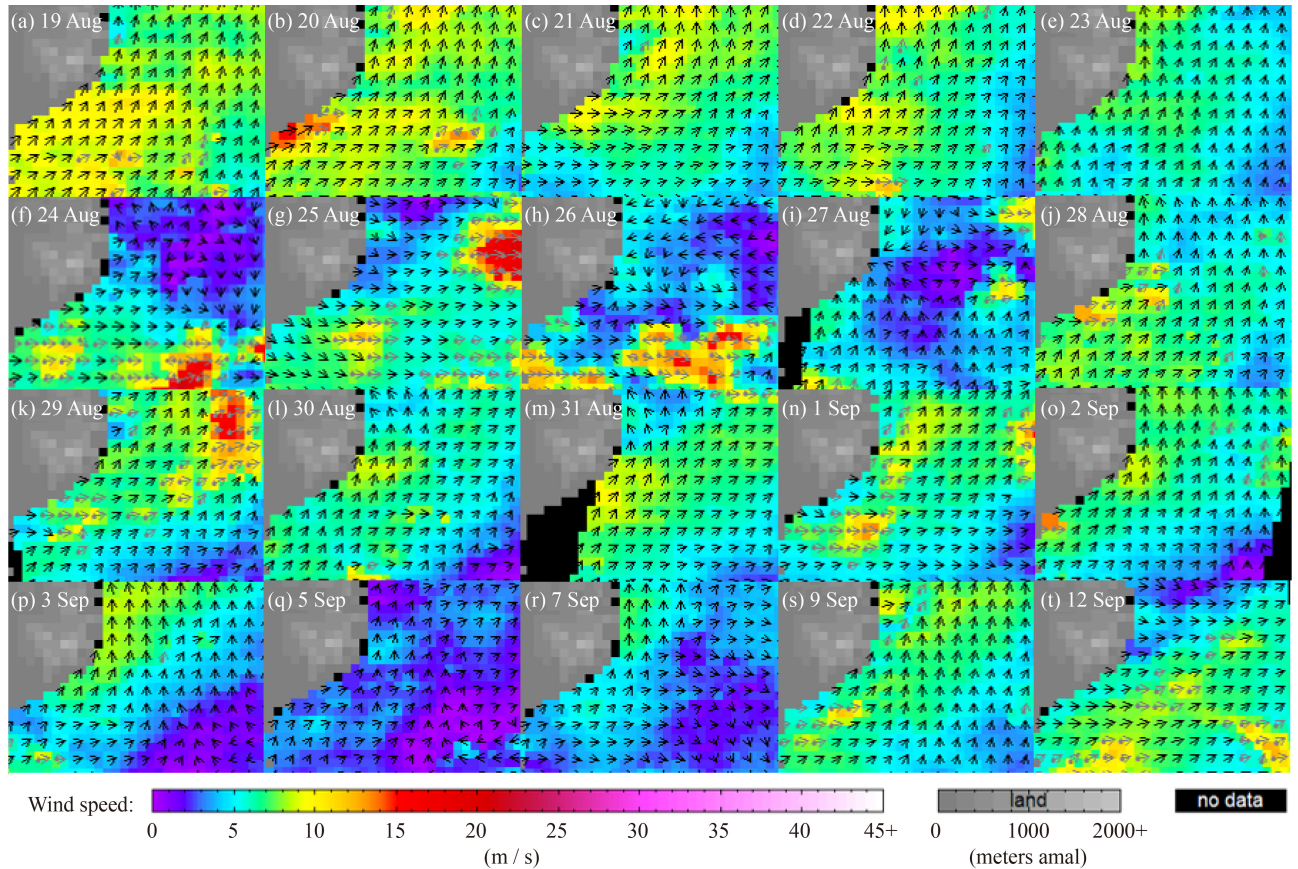 (a) 19 Aug (b) 20 Aug (c) 21 Aug (d) 22 Aug (e) 23 Aug
(f) 24 Aug (g) 25 Aug (h) 26 Aug (i) 27 Aug (j) 28 Aug
(k) 29 Aug (l) 30 Aug (m) 31 Aug (n) 1 Sep (o) 2 Sep
(p) 3 Sep (q) 5 Sep (r) 7 Sep (s) 9 Sep (t) 12 Sep
Wind speed: land no data
0 5 10 15 20 25 30 35 40 45+ 0 1000 2000+
(m / s) (meters amal)